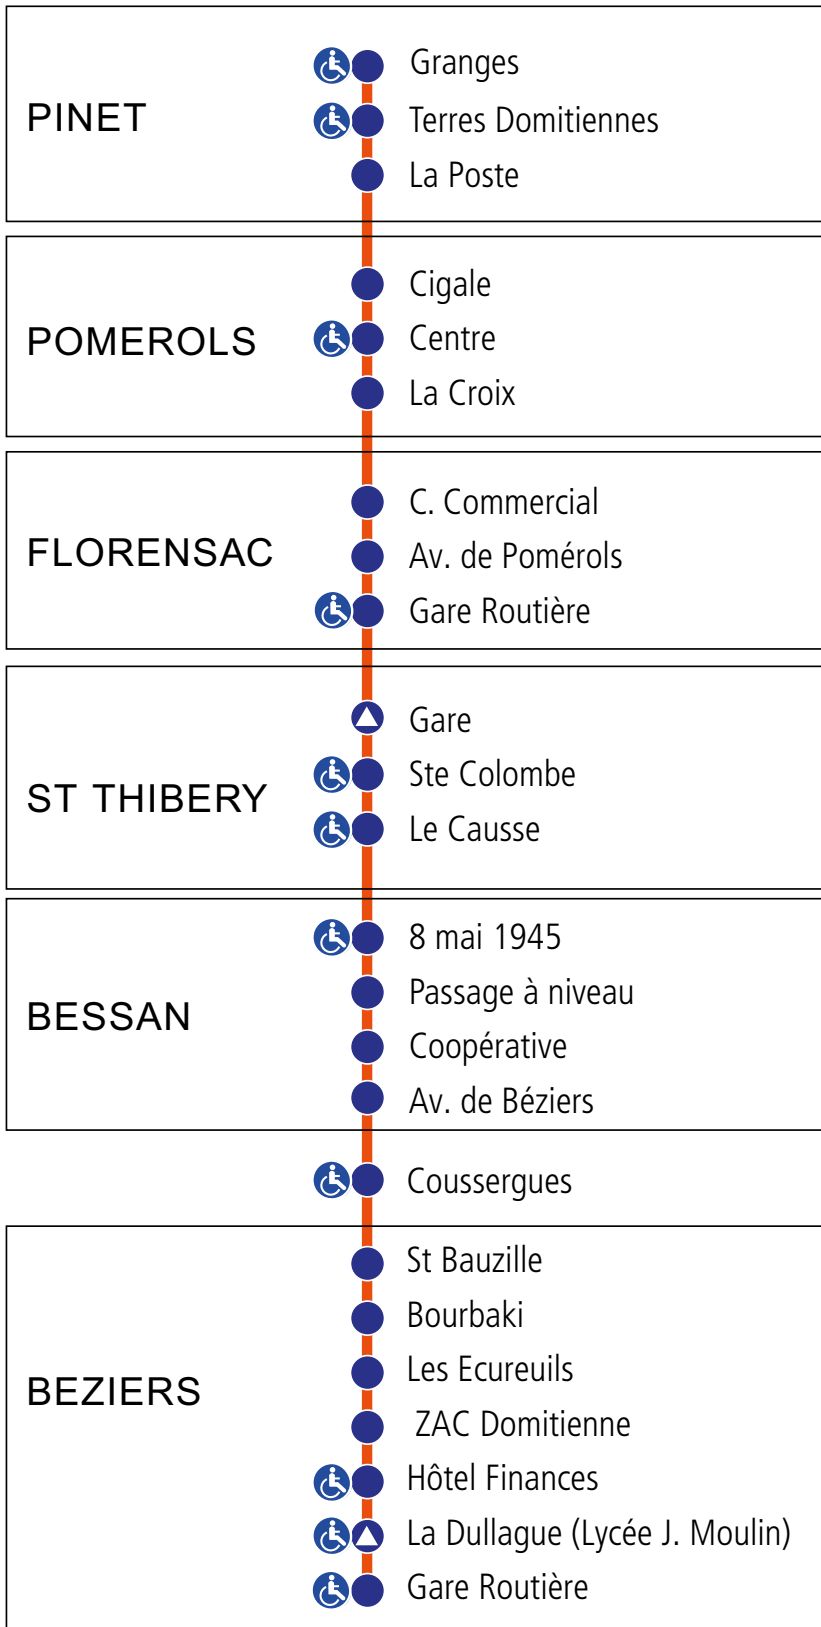 PINET
Granges
Terres Domitiennes
La Poste
POMEROLS
Cigale
Centre
La Croix
FLORENSAC
C. Commercial
Av. de Pomérols
Gare Routière
ST THIBERY
Gare
Ste Colombe
Le Causse
BESSAN
8 mai 1945
Passage à niveau
Coopérative
Av. de Béziers
Coussergues
BEZIERS
St Bauzille
Bourbaki
Les Ecureuils
ZAC Domitienne
Hôtel Finances
La Dullague (Lycée J. Moulin)
Gare Routière